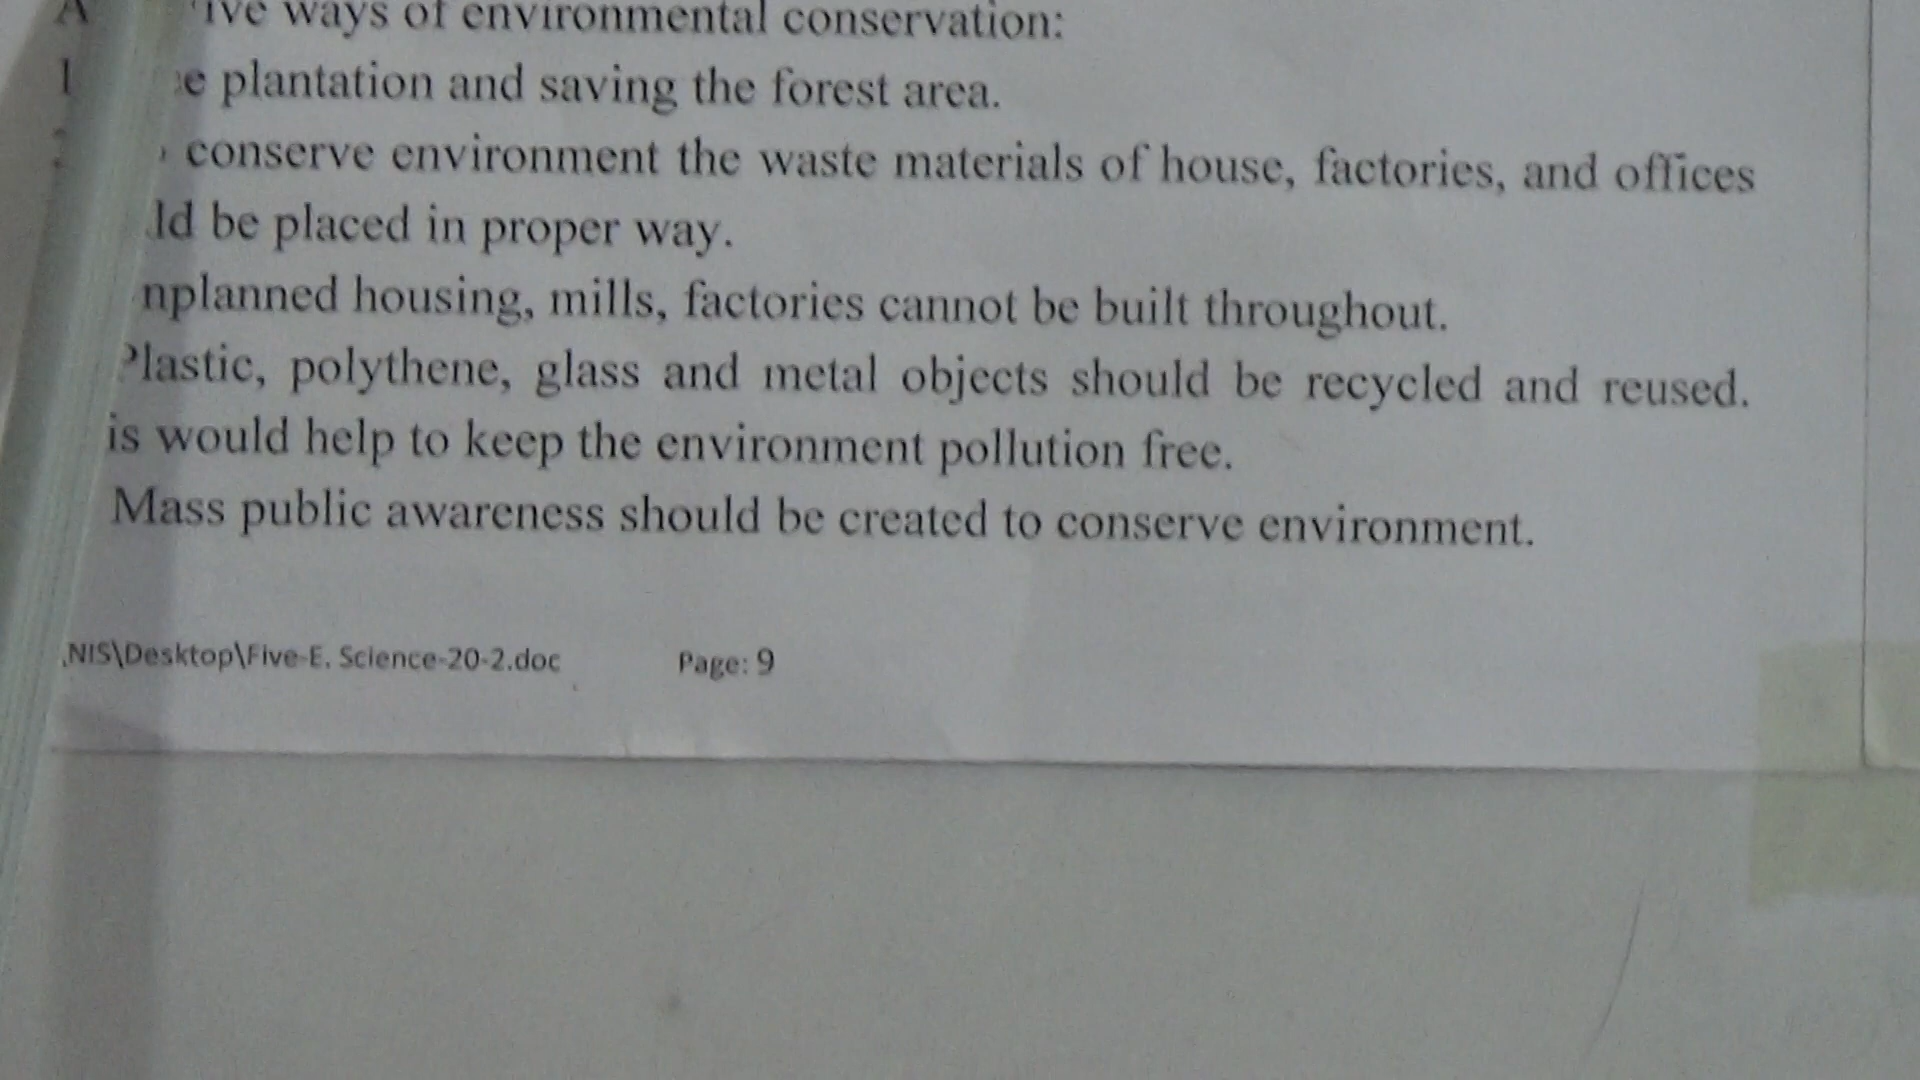 ways of environmental conservation:
1 plantation and saving the forest area.
conserve environment the waste materials of house, factories, and offices
be placed in proper way.
nplanned housing, mills, factories cannot be built throughout.
Plastic, polythene, glass and metal objects should be recycled and reused.
is would help to keep the environment pollution free.
Mass public awareness should be created to conserve environment.
NIS\Desktop\Five-E. Science-20-2.doc Page: 9